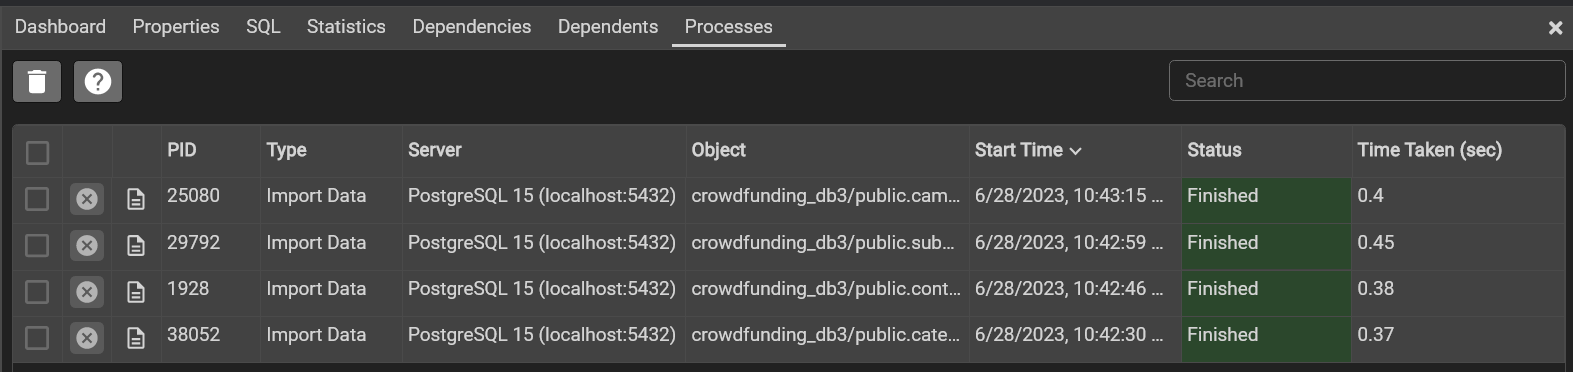 Dashboard Properties SQL Statistics Dependencies Dependents Processes
Search
PID Type Server Object Start Time Status Time Taken (sec)
25080 Import Data PostgreSQL 15 (localhost:5432) crowdfunding_db3/public.cam... 6/28/2023, 10:43:15 ... Finished 0.4
29792 Import Data PostgreSQL 15 (localhost:5432) crowdfunding_db3/public.sub... 6/28/2023, 10:42:59 ... Finished 0.45
1928 Import Data PostgreSQL 15 (localhost:5432) crowdfunding_db3/public.cont... 6/28/2023, 10:42:46 ... Finished 0.38
38052 Import Data PostgreSQL 15 (localhost:5432) crowdfunding_db3/public.cate... 6/28/2023, 10:42:30 ... Finished 0.37